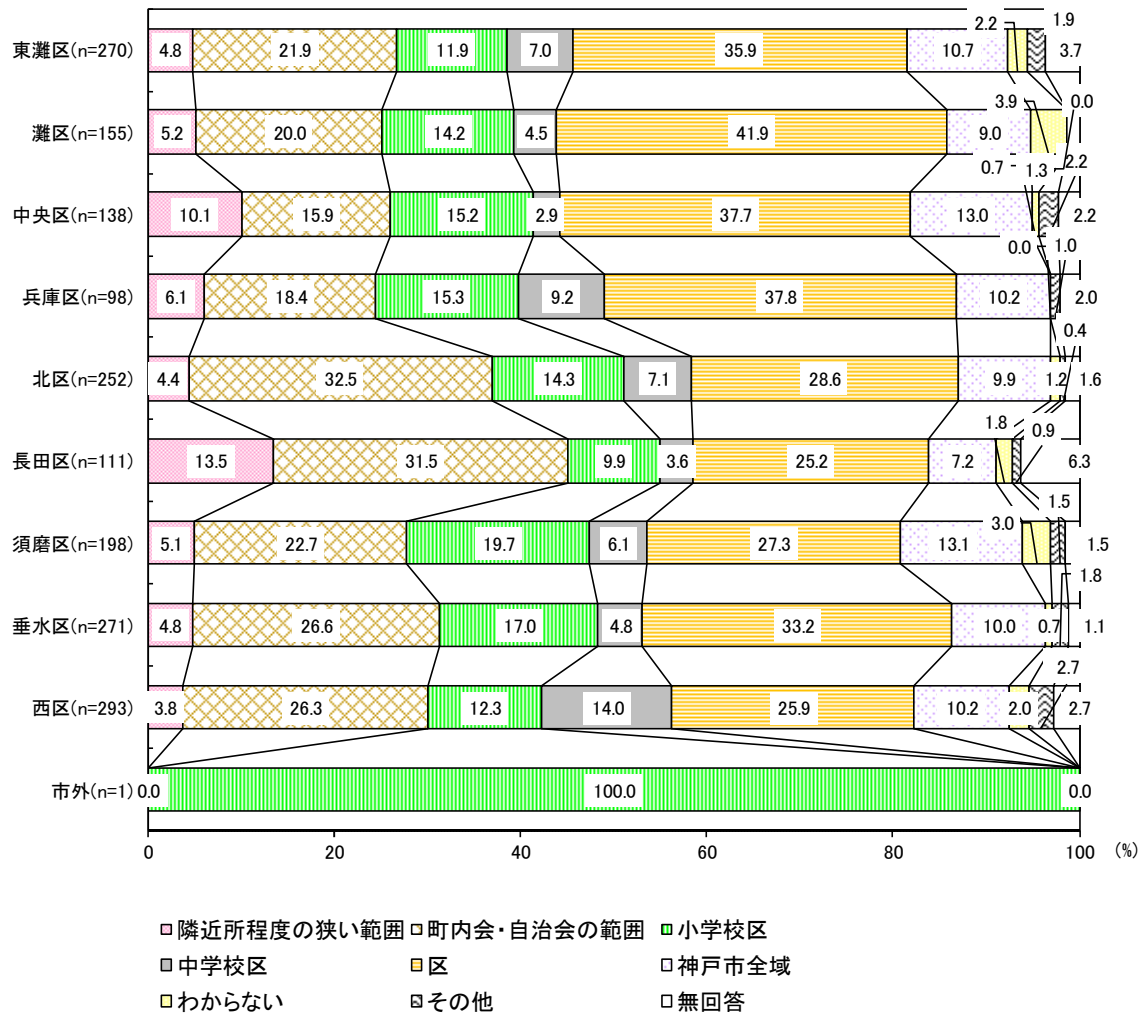 2.2 1.9
東灘区(n=270) 4.8 21.9 11.9 7.0 35.9 10.7 3.7
3.9 0.0
灘区(n=155) 5.2 20.0 14.2 4.5 41.9 9.0
0.7 1.3 2.2
中央区(n=138) 10.1 15.9 15.2 2.9 37.7 13.0 2.2
0.0 1.0
兵庫区(n=98) 6.1 18.4 15.3 9.2 37.8 10.2 2.0
0.4
北区(n=252) 4.4 32.5 14.3 7.1 28.6 9.9 1.2 1.6
1.8 0.9
長田区(n=111) 13.5 31.5 9.9 3.6 25.2 7.2 6.3
3.0 1.5
須磨区(n=198) 5.1 22.7 19.7 6.1 27.3 13.1 1.5
1.8
垂水区(n=271) 4.8 26.6 17.0 4.8 33.2 10.0 0.7 1.1
2.7
西区(n=293) 3.8 26.3 12.3 14.0 25.9 10.2 2.0 2.7
市外(n=1) 0.0 100.0 0.0
0 20 40 60 80 100 (%)
隣近所程度の狭い範囲 町内会・自治会の範囲 小学校区
中学校区 区 神戸市全域
わからない その他 無回答